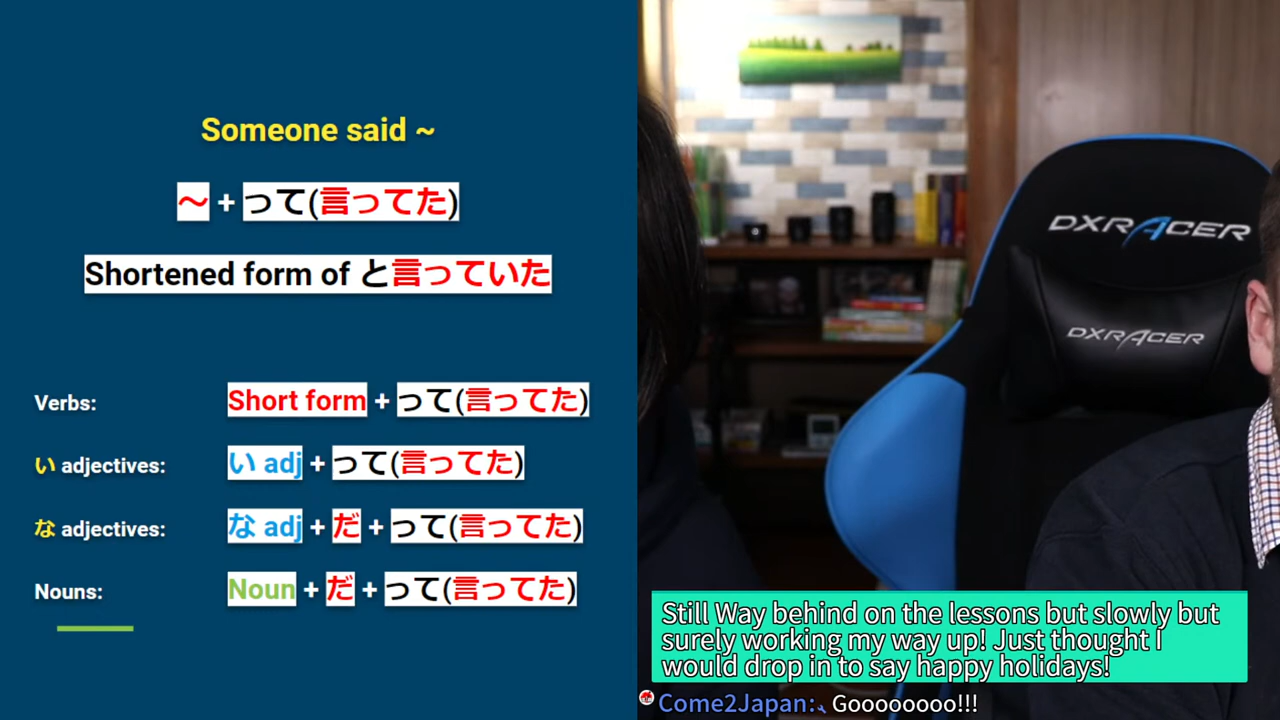 Someone said ~
～ + って(言ってた)
Shortened form of と言っていた
Verbs: Short form + って(言ってた)
い adjectives: い adj + って(言ってた)
な adjectives: な adj + だ + って(言ってた)
Nouns: Noun + だ + って(言ってた)
DXRACER
DXRACER
Still Way behind on the lessons but slowly but
surely working my way up! Just thought I
would drop in to say happy holidays!
Come2Japan: Goooooooo!!!